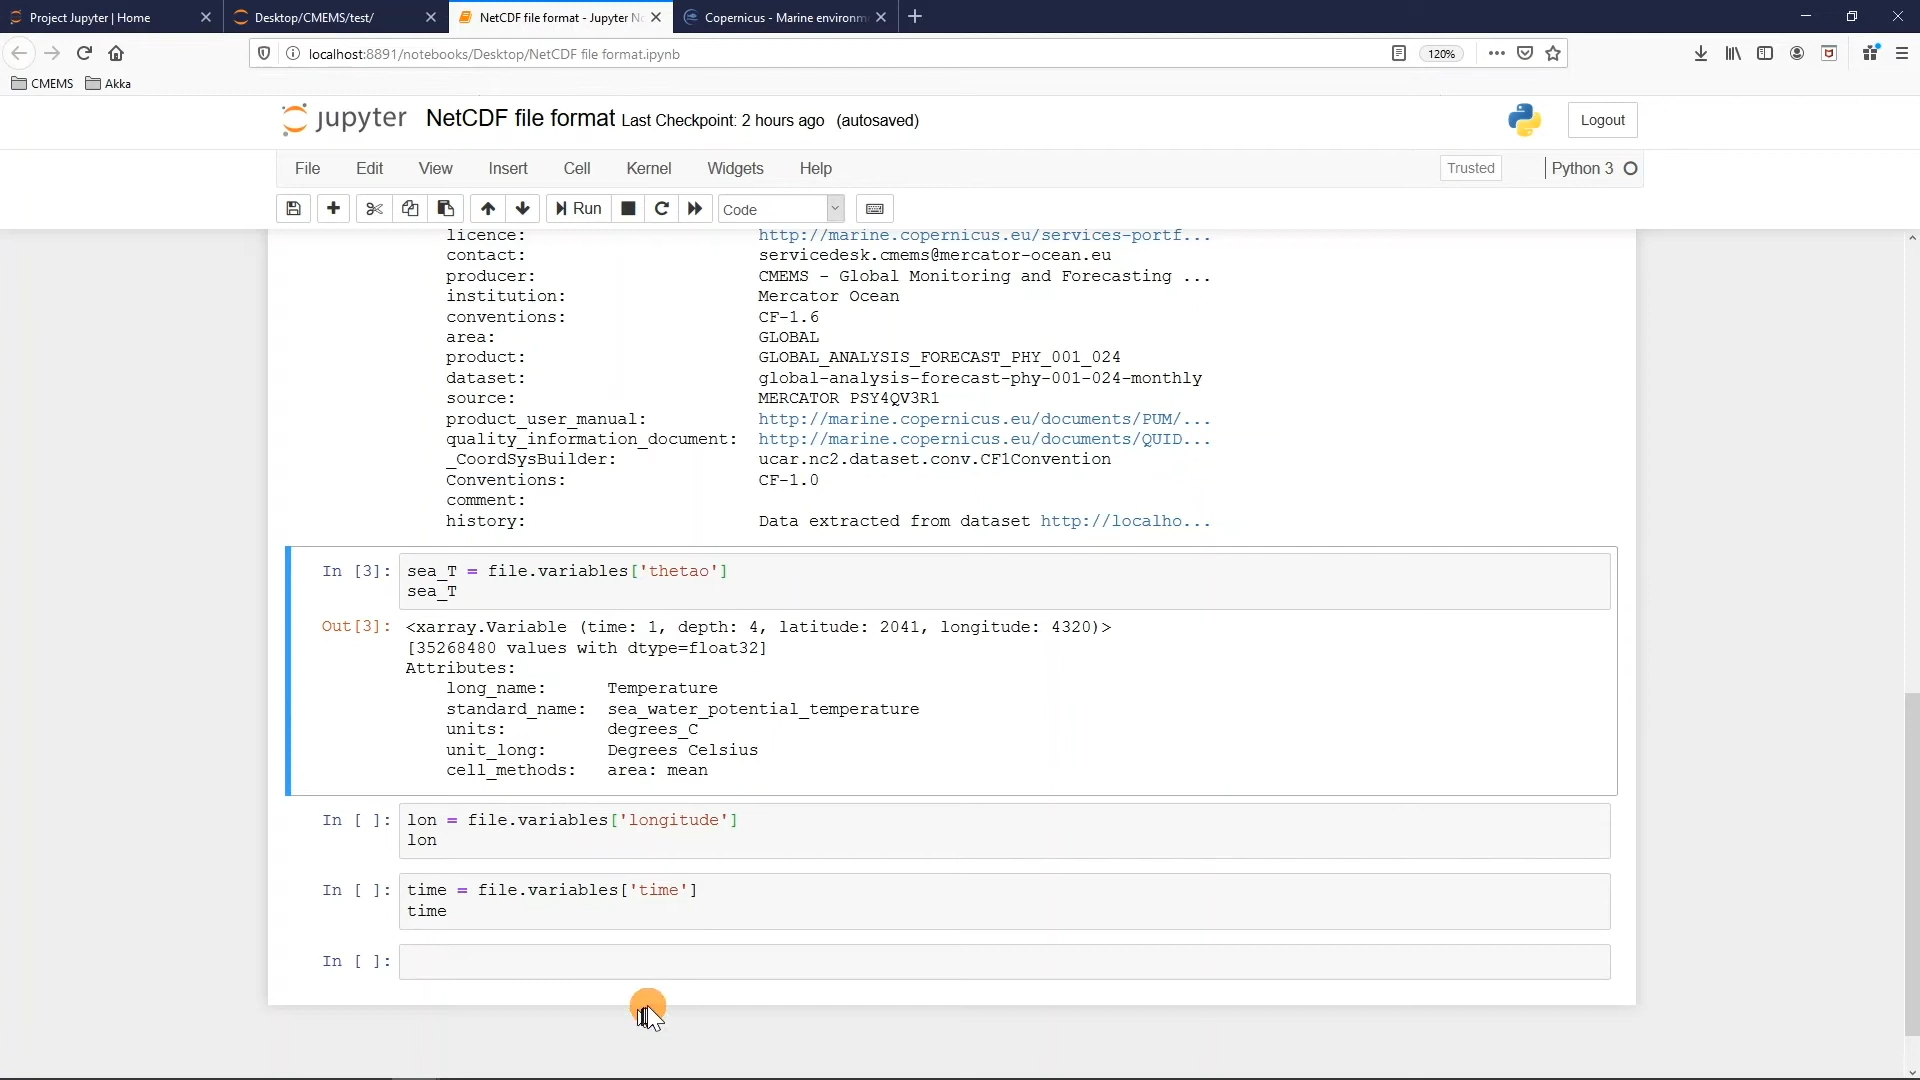 Project Jupyter | Home
Desktop/CMEMS/test/
NetCDF file format - Jupyter No
Copernicus - Marine environm
localhost:8891/notebooks/Desktop/NetCDF file format.ipynb
120%
CMEMS
Akka
jupyter
NetCDF file format Last Checkpoint: 2 hours ago (autosaved)
Logout
File Edit View Insert Cell Kernel Widgets Help
Trusted
Python 3
Run
Code
licence: http://marine.copernicus.eu/services-portf...
contact: servicedesk.cmems@mercator-ocean.eu
producer: CMEMS - Global Monitoring and Forecasting ...
institution: Mercator Ocean
conventions: CF-1.6
area: GLOBAL
product: GLOBAL_ANALYSIS_FORECAST_PHY_001_024
dataset: global-analysis-forecast-phy-001-024-monthly
source: MERCATOR PSY4QV3R1
product_user_manual: http://marine.copernicus.eu/documents/PUM/...
quality_information_document: http://marine.copernicus.eu/documents/QUID...
_CoordSysBuilder: ucar.nc2.dataset.conv.CF1Convention
Conventions: CF-1.0
comment:
history: Data extracted from dataset http://localho...
In [3]: sea_T = file.variables['thetao']
sea_T
Out[3]: <xarray.Variable (time: 1, depth: 4, latitude: 2041, longitude: 4320)>
[35268480 values with dtype=float32]
Attributes:
long_name: Temperature
standard_name: sea_water_potential_temperature
units: degrees_C
unit_long: Degrees Celsius
cell_methods: area: mean
In [ ]: lon = file.variables['longitude']
lon
In [ ]: time = file.variables['time']
time
In [ ]: